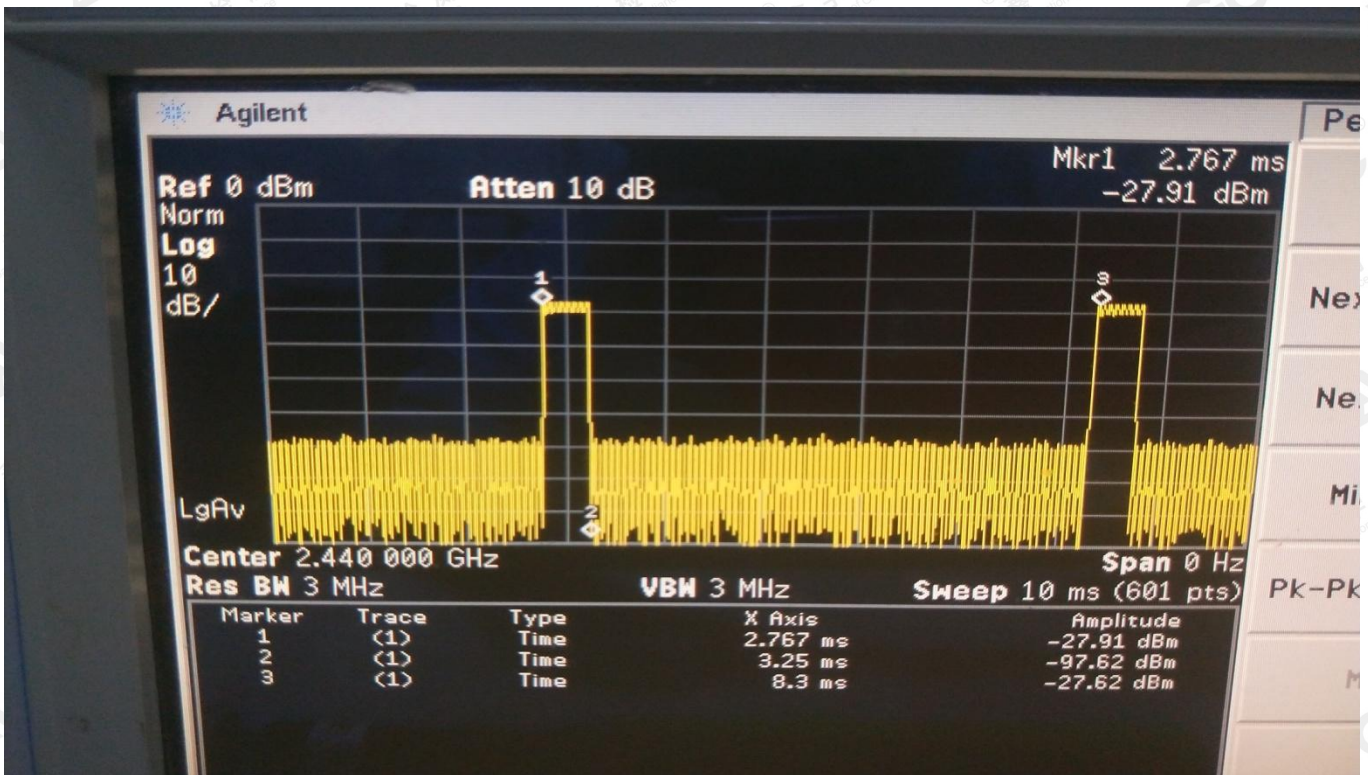 Agilent
Pe
Mkr1 2.767 ms
Ref 0 dBm Atten 10 dB -27.91 dBm
Norm
Log
10
dB/
1
3
LgAv
2
Center 2.440 000 GHz Span 0 Hz
Res BW 3 MHz VBW 3 MHz Sweep 10 ms (601 pts)
Marker Trace Type X Axis Amplitude
1 (1) Time 2.767 ms -27.91 dBm
2 (1) Time 3.25 ms -97.62 dBm
3 (1) Time 8.3 ms -27.62 dBm
Ne
Mi
Pk-Pk
M